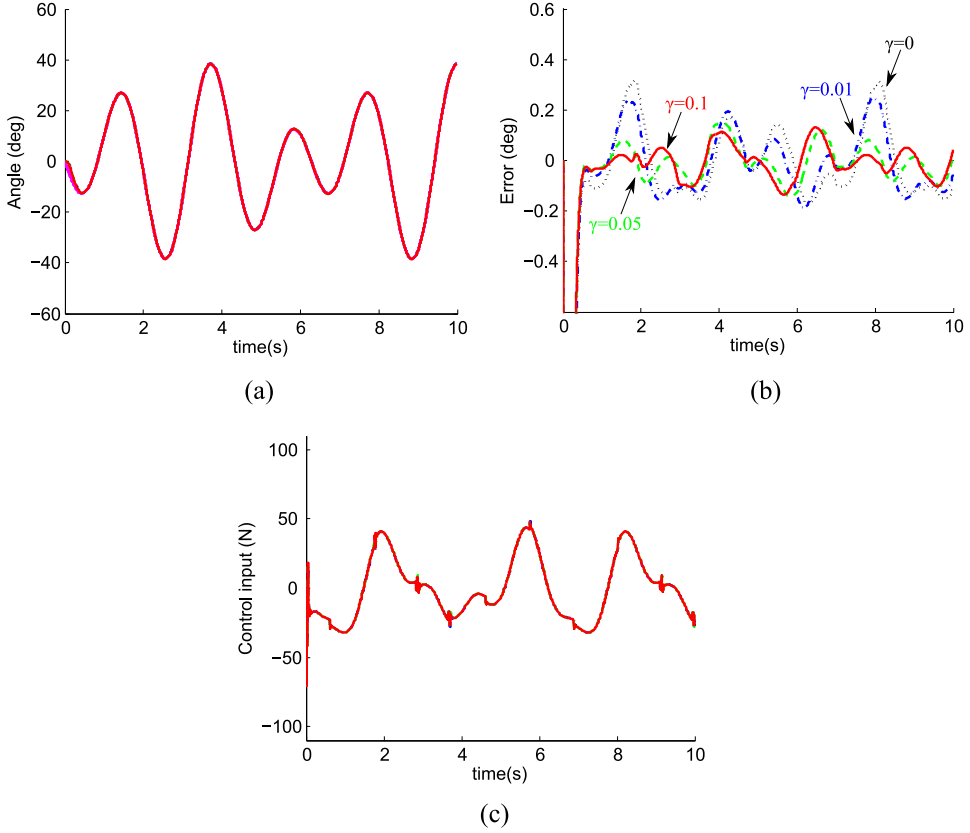 60
40
20
0
−20
−40
−60
Angle (deg)
0 2 4 6 8 10
time(s)
(a)
0.6
0.4
0.2
0
−0.2
−0.4
Error (deg)
γ=0
γ=0.01
γ=0.1
γ=0.05
0 2 4 6 8 10
time(s)
(b)
100
50
0
−50
−100
Control input (N)
0 2 4 6 8 10
time(s)
(c)